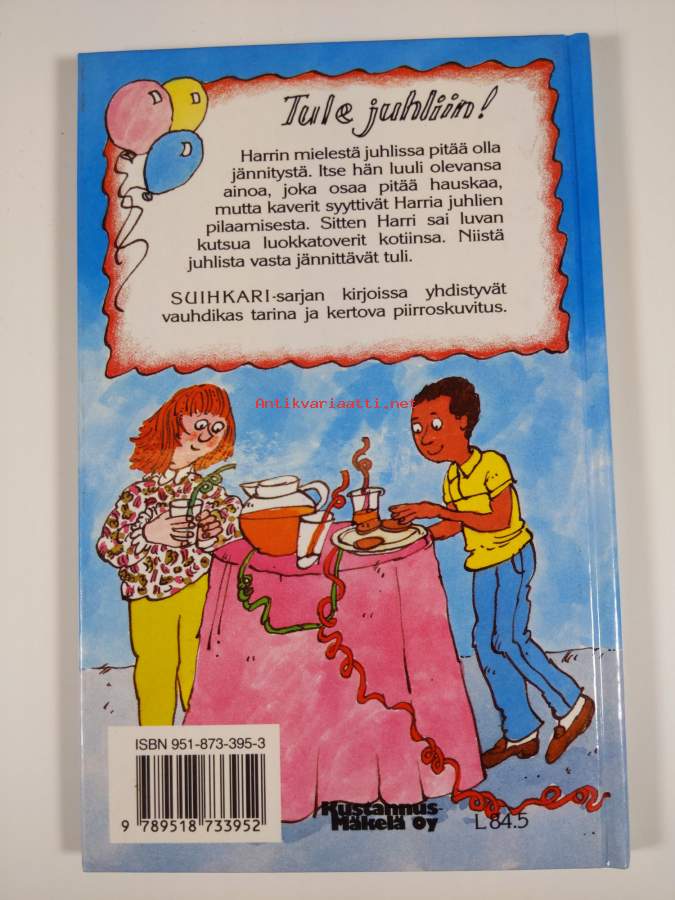 Tule juhliin!
Harrin mielestä juhlissa pitää olla
jännitystä. Itse hän luuli olevansa
ainoa, joka osaa pitää hauskaa,
mutta kaverit syyttivät Harria juhlien
pilaamisesta. Sitten Harri sai luvan
kutsua luokkatoverit kotiinsa. Niistä
juhlista vasta jännittävät tuli.
SUIHKARI-sarjan kirjoissa yhdistyvät
vauhdikas tarina ja kertova piirroskuvitus.
Antikvariaatti.net
ISBN 951-873-395-3
9 789518 733952
Kustannus-
Mäkelä Oy
L 84.5